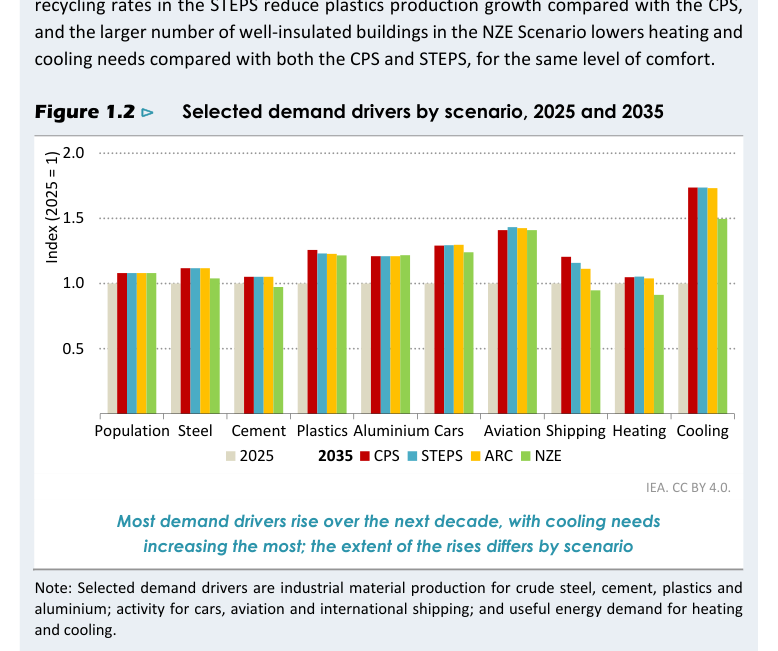 recycling rates in the STEPS reduce plastics production growth compared with the CPS,
and the larger number of well-insulated buildings in the NZE Scenario lowers heating and
cooling needs compared with both the CPS and STEPS, for the same level of comfort.
Figure 1.2 ▷ Selected demand drivers by scenario, 2025 and 2035
Index (2025 = 1)
2.0
1.5
1.0
0.5
Population Steel Cement Plastics Aluminium Cars Aviation Shipping Heating Cooling
2025 2035 CPS STEPS ARC NZE
IEA. CC BY 4.0.
Most demand drivers rise over the next decade, with cooling needs
increasing the most; the extent of the rises differs by scenario
Note: Selected demand drivers are industrial material production for crude steel, cement, plastics and
aluminium; activity for cars, aviation and international shipping; and useful energy demand for heating
and cooling.